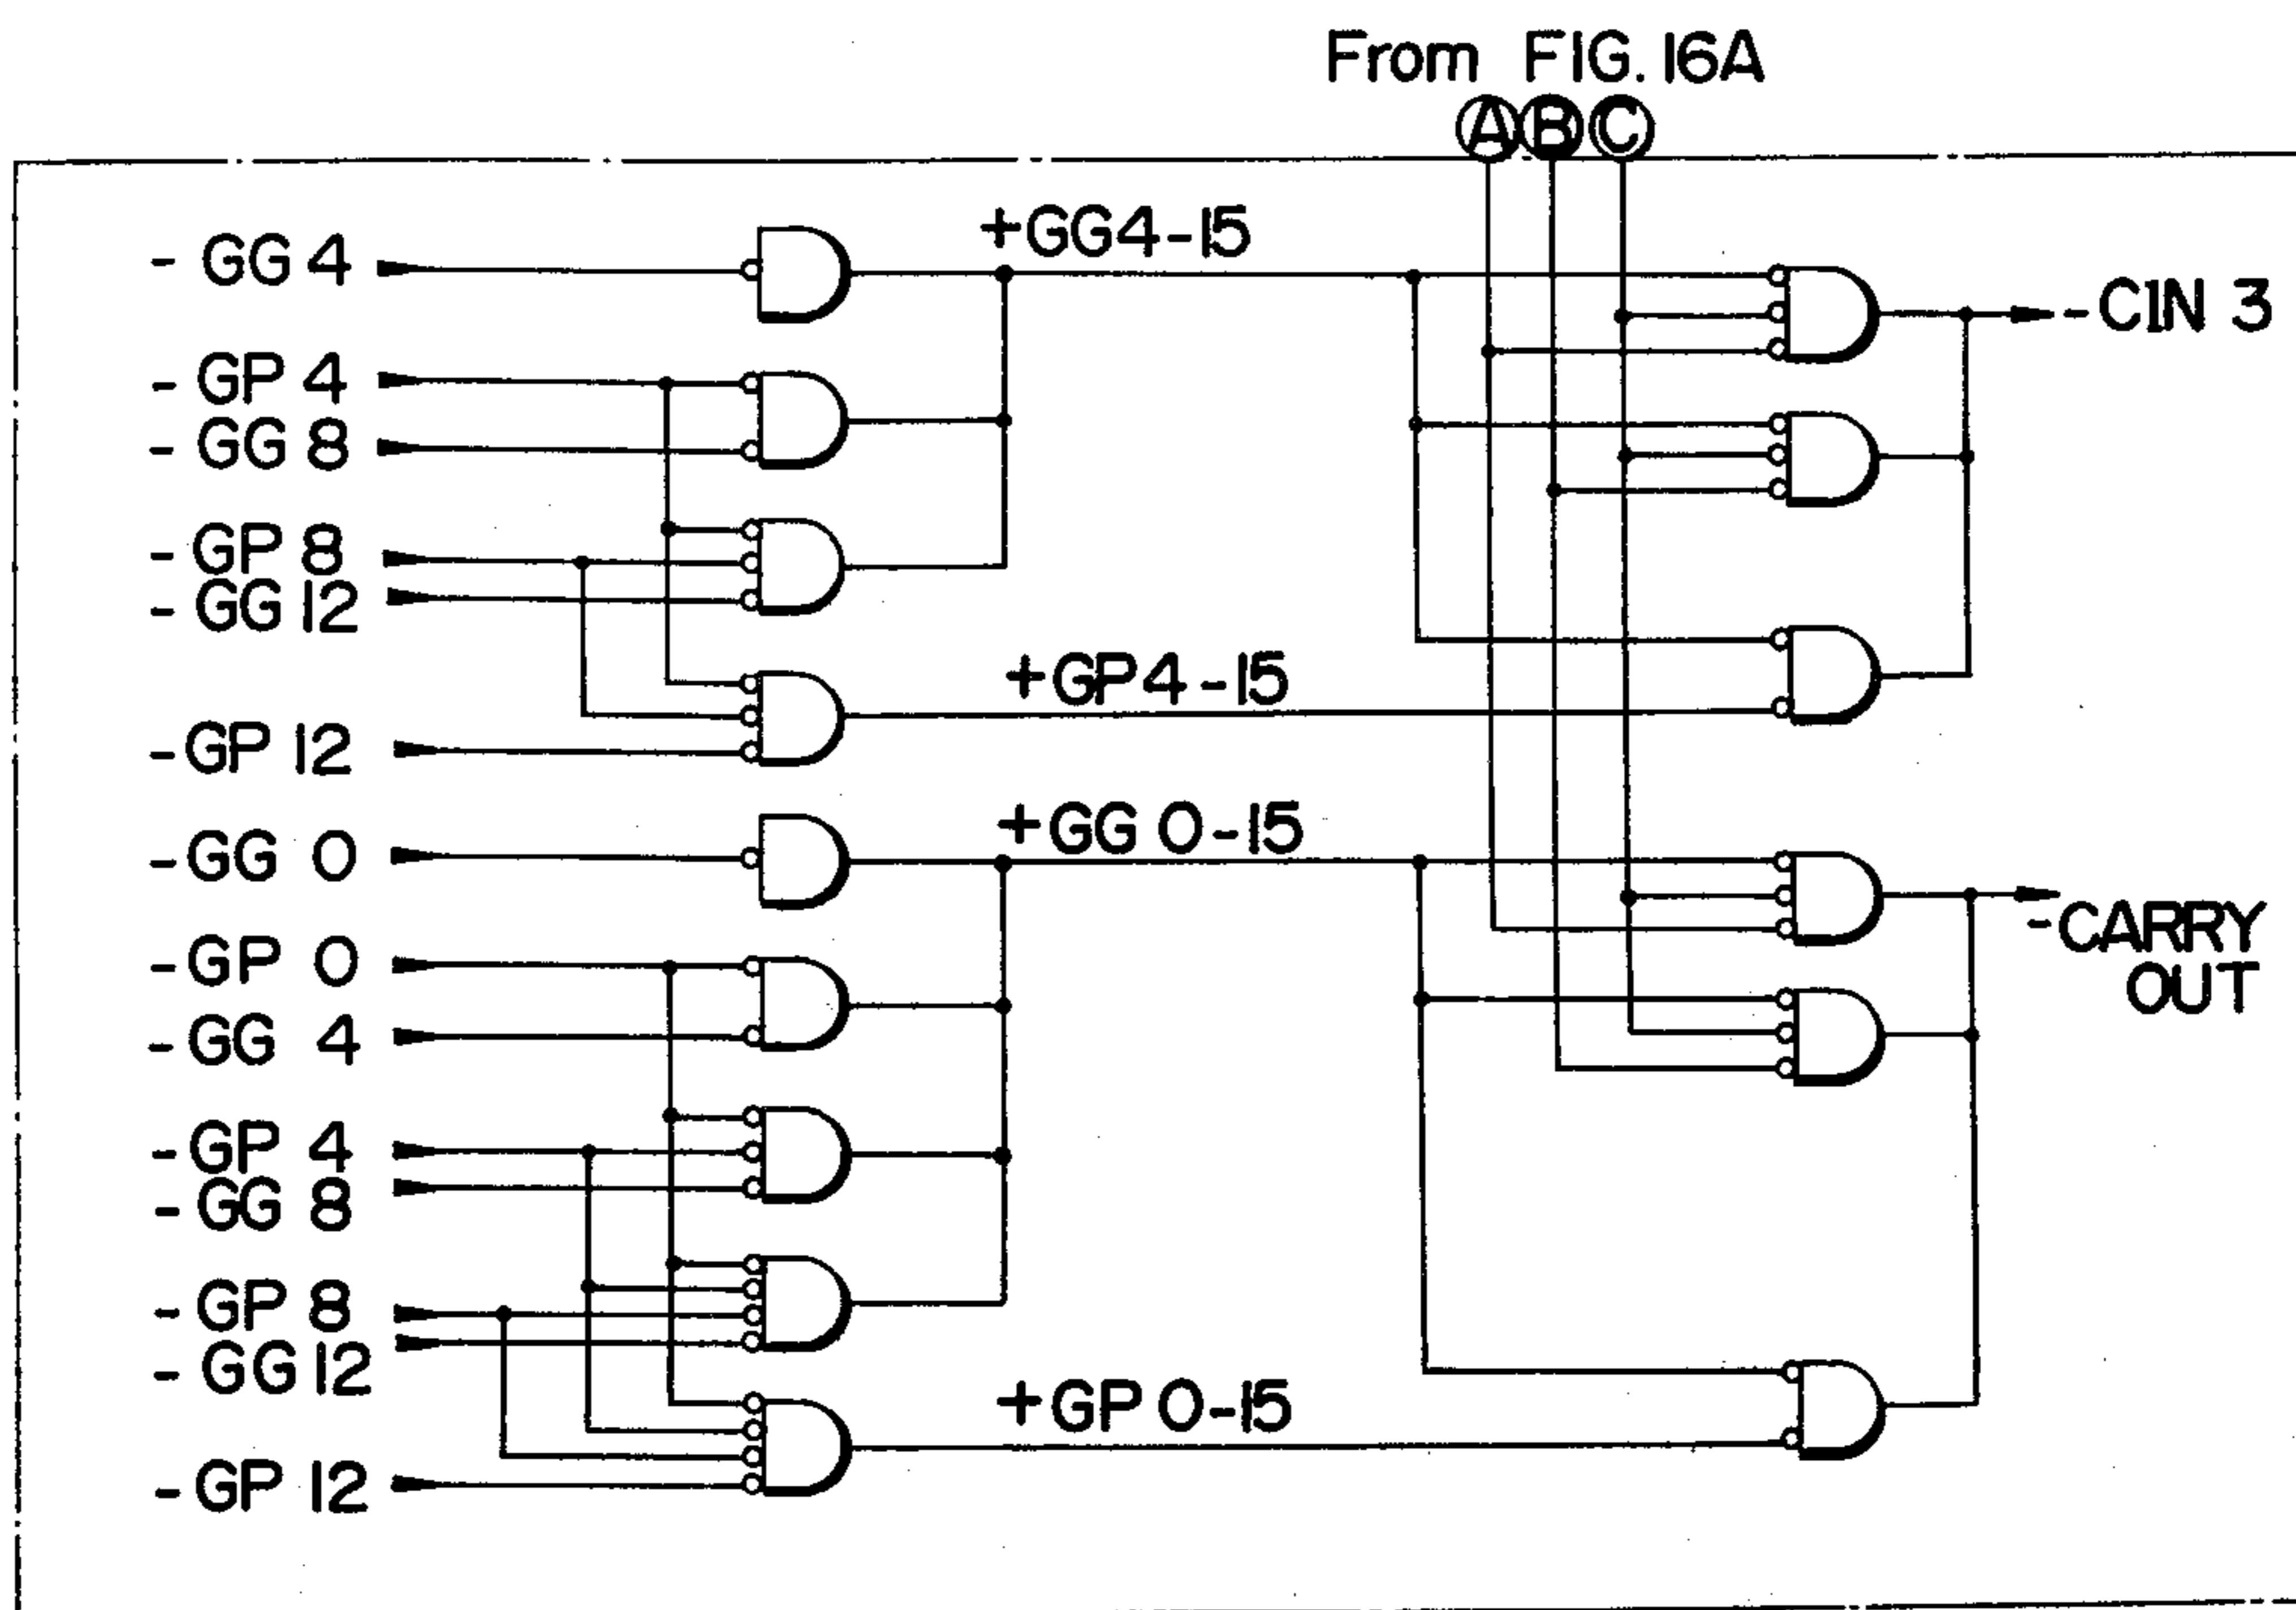 From FIG. 16A
A B C
- GG 4
+GG4-15
- CIN 3
- GP 4
- GG 8
- GP 8
- GG 12
+GP4-15
-GP 12
+GG 0-15
-GG 0
-CARRY
OUT
-GP 0
-GG 4
-GP 4
- GG 8
- GP 8
- GG 12
+GP 0-15
- GP 12